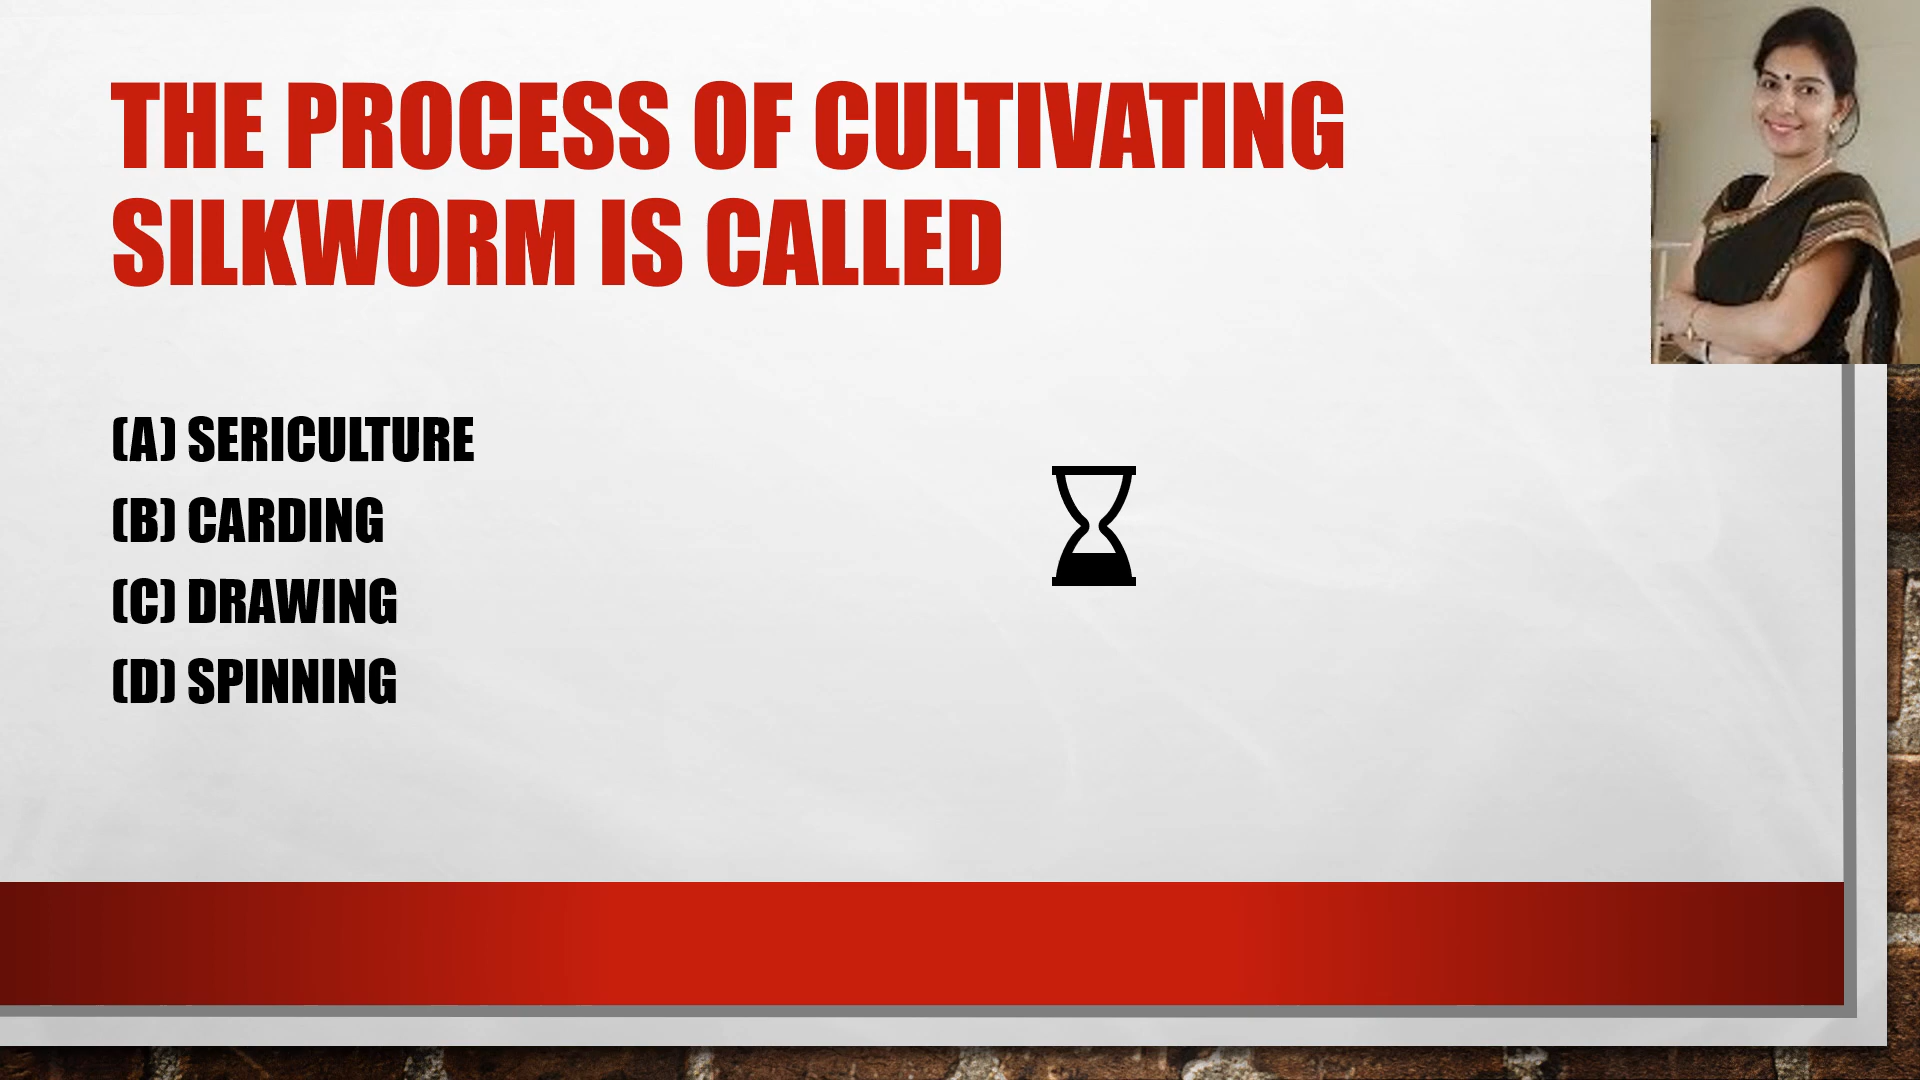 THE PROCESS OF CULTIVATING
SILKWORM IS CALLED
(A) SERICULTURE
(B) CARDING
(C) DRAWING
(D) SPINNING